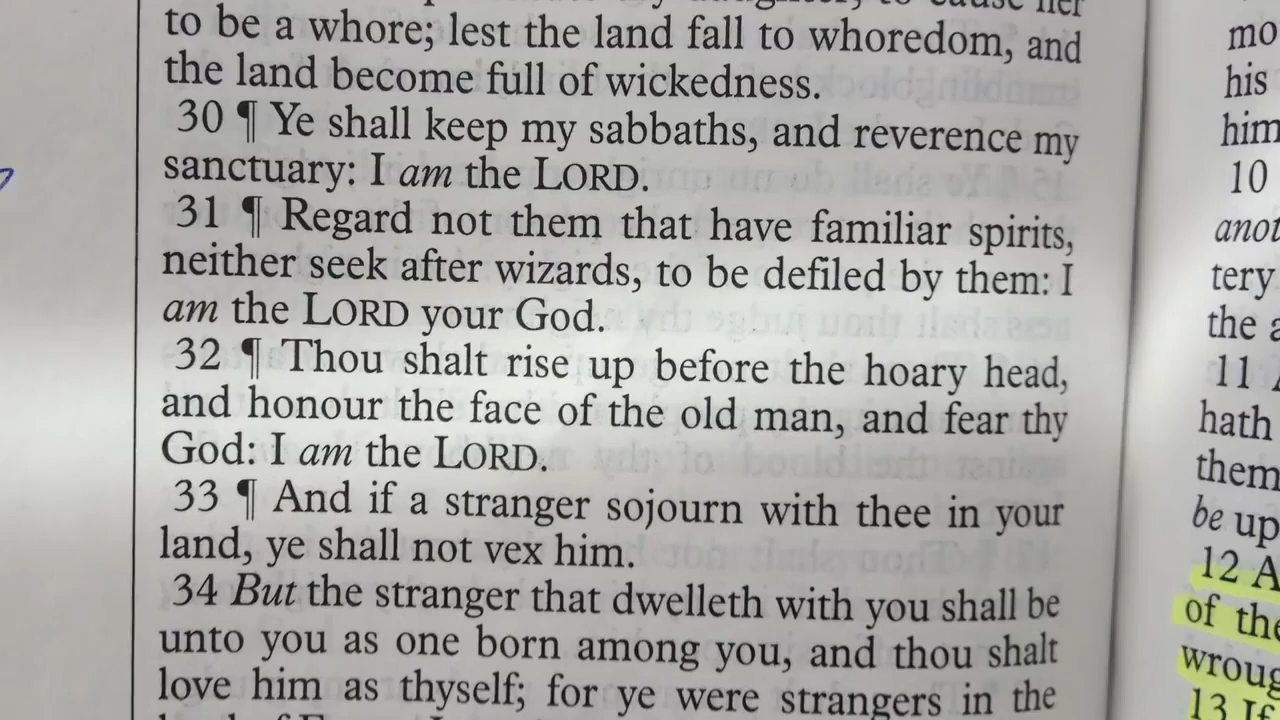 to be a whore; lest the land fall to whoredom, and
the land become full of wickedness.
30 ¶ Ye shall keep my sabbaths, and reverence my
sanctuary: I am the LORD.
31 ¶ Regard not them that have familiar spirits,
neither seek after wizards, to be defiled by them: I
am the LORD your God.
32 ¶ Thou shalt rise up before the hoary head,
and honour the face of the old man, and fear thy
God: I am the LORD.
33 ¶ And if a stranger sojourn with thee in your
land, ye shall not vex him.
34 But the stranger that dwelleth with you shall be
unto you as one born among you, and thou shalt
love him as thyself; for ye were strangers in the
his
him
10
tery
the
11
hath
them
be up
12
of the
13 If